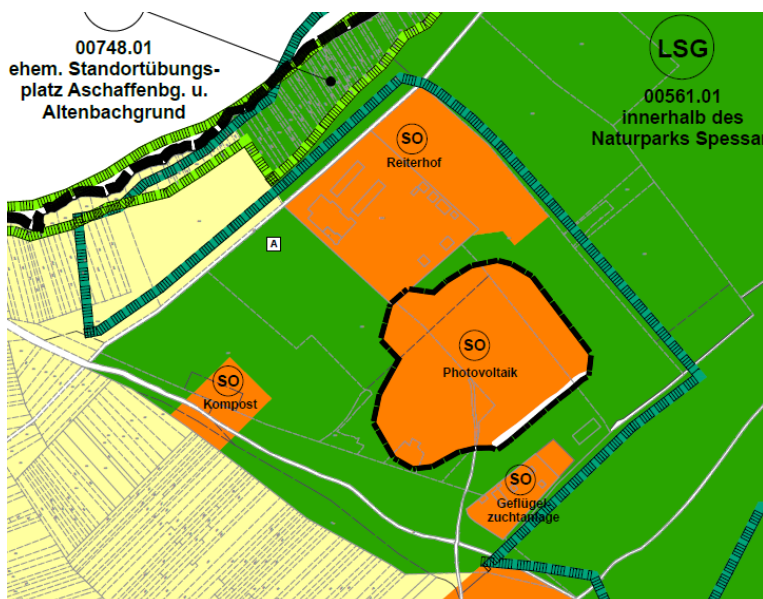 00748.01
ehem. Standortübungs-
platz Aschaffenbg. u.
Altenbachgrund
LSG
00561.01
innerhalb des
Naturparks Spessar
SO
Reiterhof
A
SO
Photovoltaik
SO
Kompost
SO
Geflügel
zuchtanlage